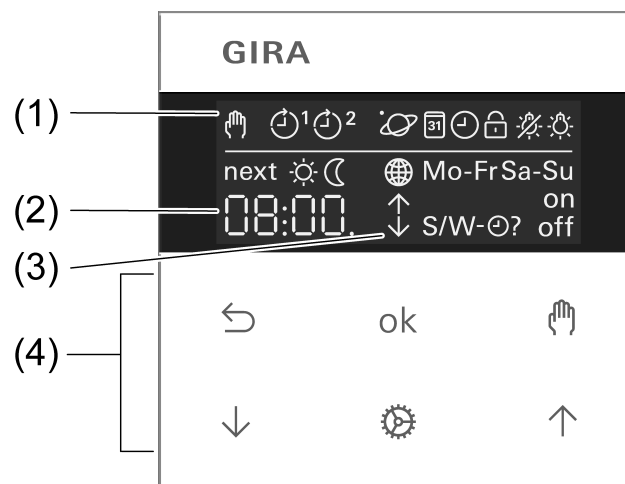 GIRA
(1)
1 2 31
next Mo-Fr Sa-Su
(2) 08:00. on
S/W- ? off
(3)
(4)
ok